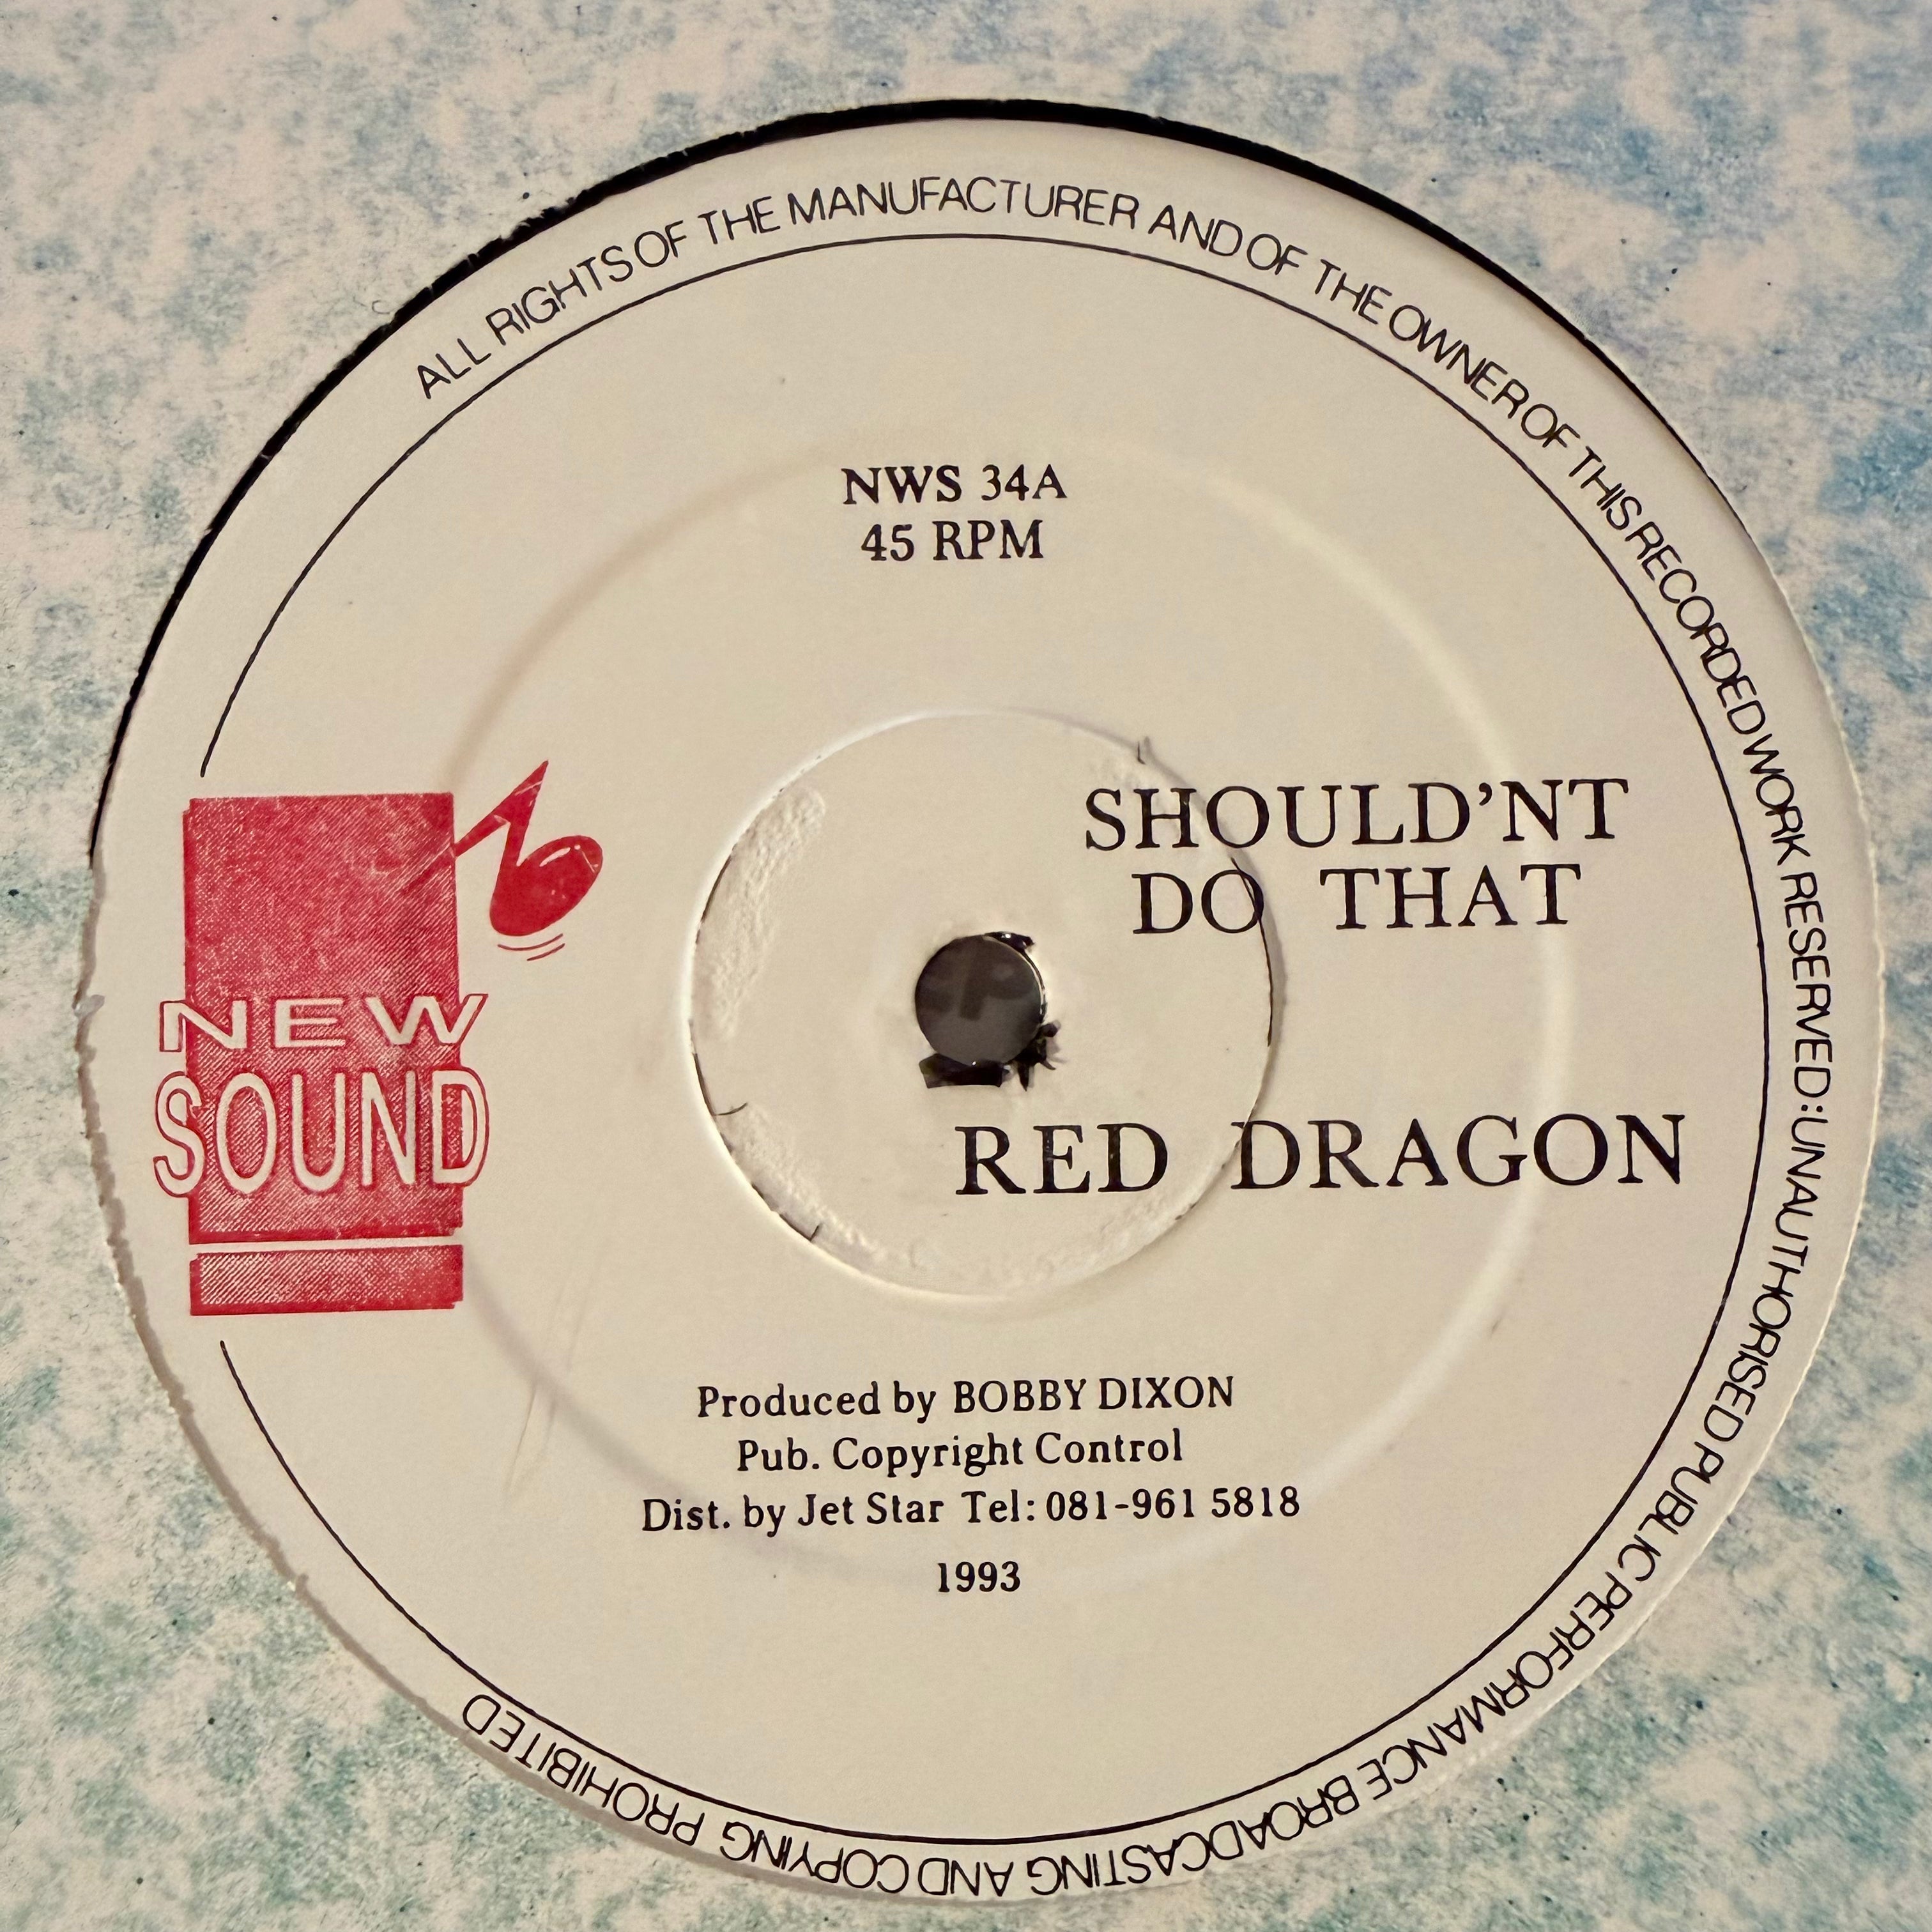 ALL RIGHTS OF THE MANUFACTURER AND OF THE OWNER OF THIS RECORDED WORK RESERVED: UNAUTHORISED PUBLIC PERFORMANCE BROADCASTING AND COPYING PROHIBITED
NWS 34A
45 RPM
NEW
SOUND
SHOULD'NT
DO THAT
RED DRAGON
Produced by BOBBY DIXON
Pub. Copyright Control
Dist. by Jet Star Tel: 081-961 5818
1993